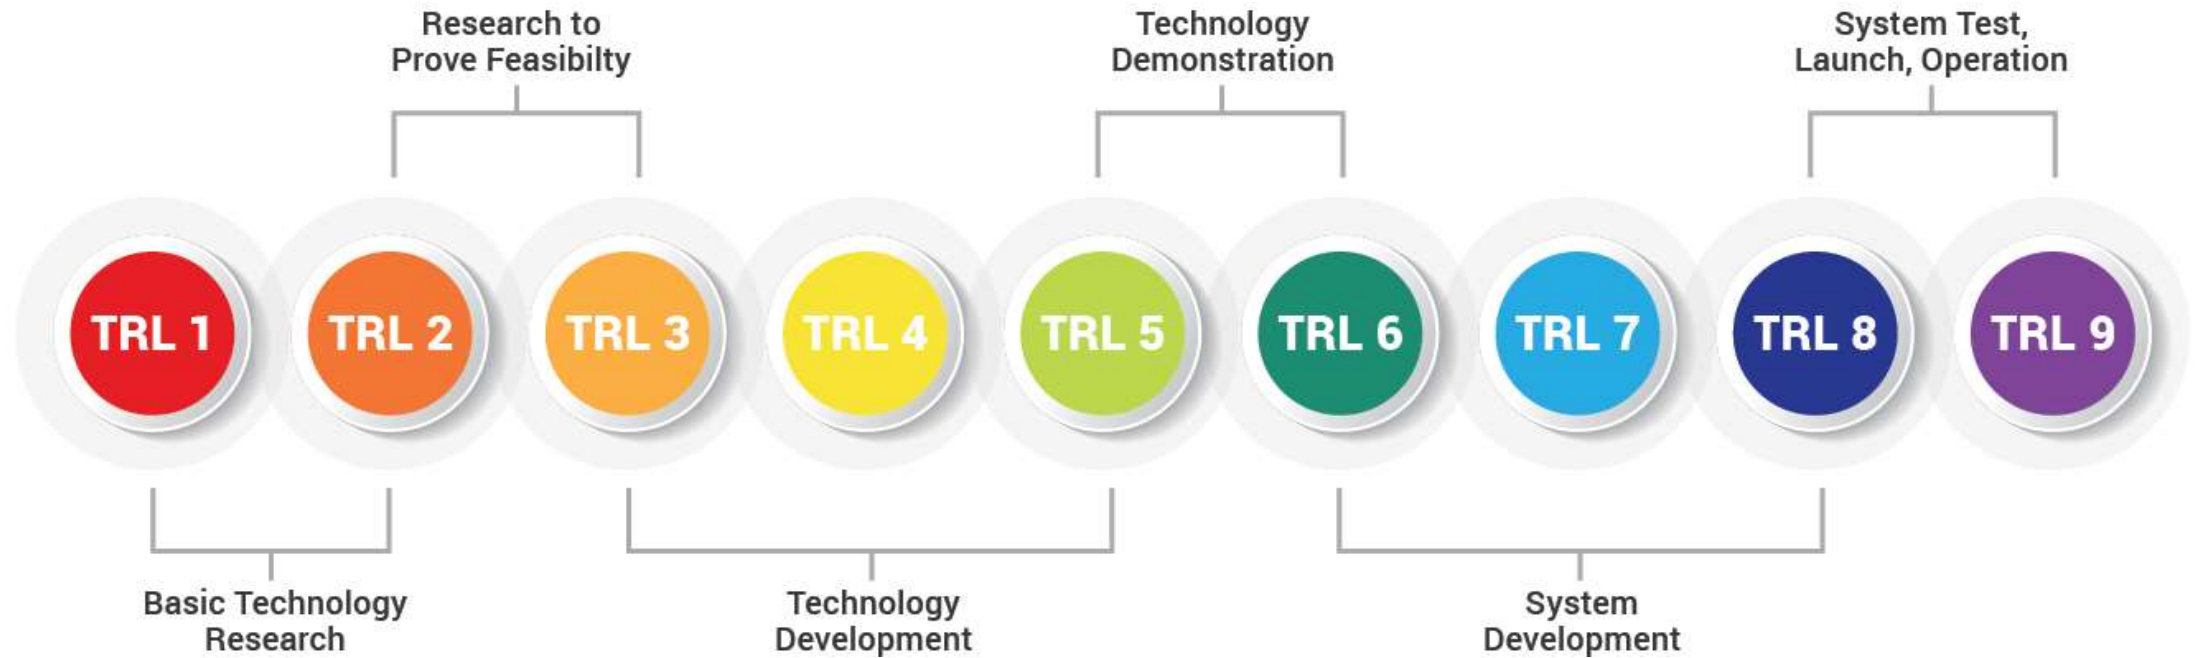 Research to
Prove Feasibilty
Technology
Demonstration
System Test,
Launch, Operation
TRL 1
TRL 2
TRL 3
TRL 4
TRL 5
TRL 6
TRL 7
TRL 8
TRL 9
Basic Technology
Research
Technology
Development
System
Development